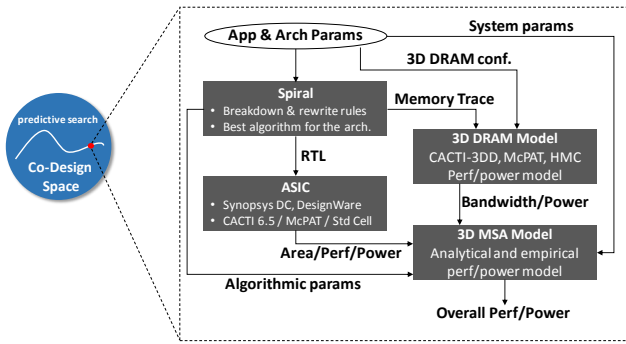 System params
App & Arch Params
3D DRAM conf.
Spiral
• Breakdown & rewrite rules
• Best algorithm for the arch.
Memory Trace
predictive search
Co-Design
Space
3D DRAM Model
CACTI-3DD, McPAT, HMC
Perf/power model
RTL
ASIC
• Synopsys DC, DesignWare
• CACTI 6.5 / McPAT / Std Cell
Bandwidth/Power
3D MSA Model
Analytical and empirical
perf/power model
Area/Perf/Power
Algorithmic params
Overall Perf/Power